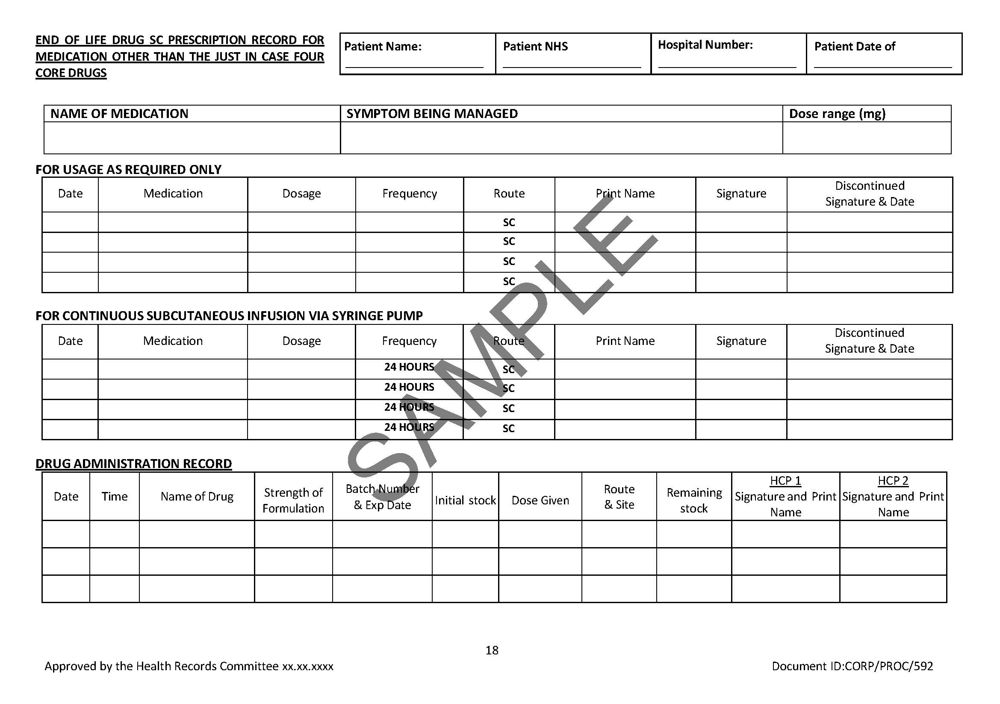 END OF LIFE DRUG SC PRESCRIPTION RECORD FOR
MEDICATION OTHER THAN THE JUST IN CASE FOUR
CORE DRUGS
Patient Name:
Patient NHS
Hospital Number:
Patient Date of
NAME OF MEDICATION
SYMPTOM BEING MANAGED
Dose range (mg)
FOR USAGE AS REQUIRED ONLY
Date
Medication
Dosage
Frequency
Route
Print Name
Signature
Discontinued
Signature & Date
SC
SC
SC
SC
FOR CONTINUOUS SUBCUTANEOUS INFUSION VIA SYRINGE PUMP
Date
Medication
Dosage
Frequency
Route
Print Name
Signature
Discontinued
Signature & Date
24 HOURS
SC
24 HOURS
SC
24 HOURS
SC
24 HOURS
SC
SAMPLE
DRUG ADMINISTRATION RECORD
Date
Time
Name of Drug
Strength of
Formulation
Batch Number
& Exp Date
Initial stock
Dose Given
Route
& Site
Remaining
stock
HCP 1
Signature and Print
Name
HCP 2
Signature and Print
Name
18
Approved by the Health Records Committee xx.xx.xxxx
Document ID:CORP/PROC/592